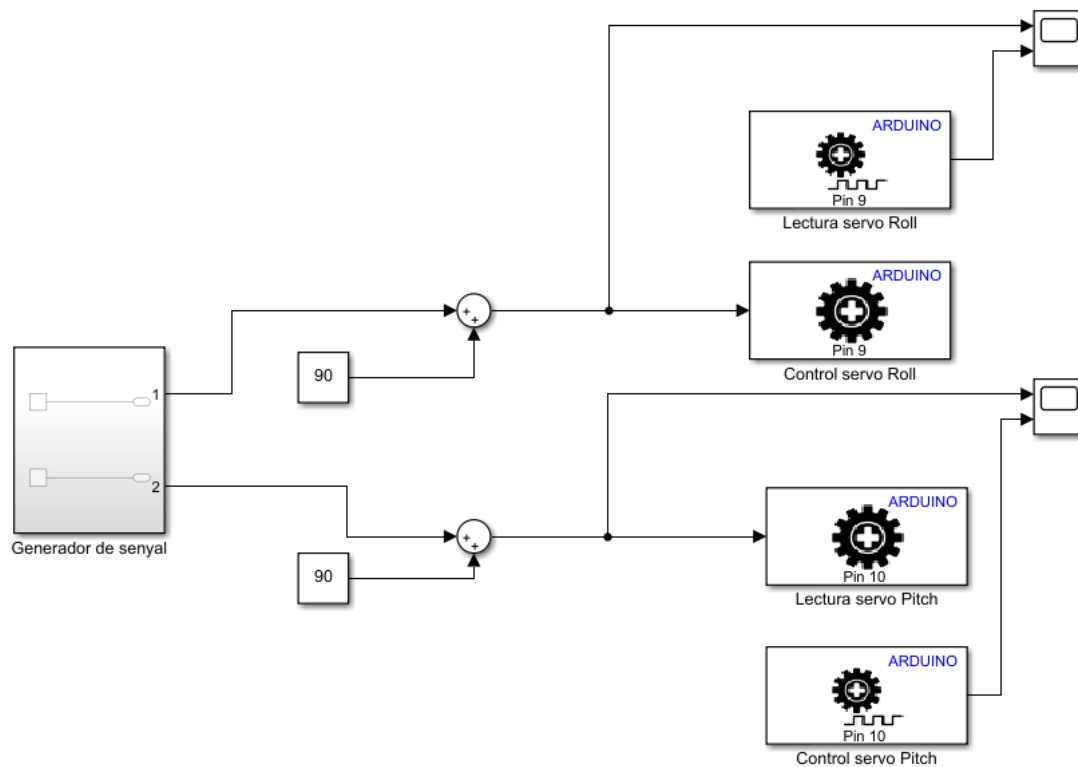 ARDUINO
Pin 9
Lectura servo Roll
ARDUINO
Pin 9
Control servo Roll
90
1
2
Generador de senyal
90
ARDUINO
Pin 10
Lectura servo Pitch
ARDUINO
Pin 10
Control servo Pitch